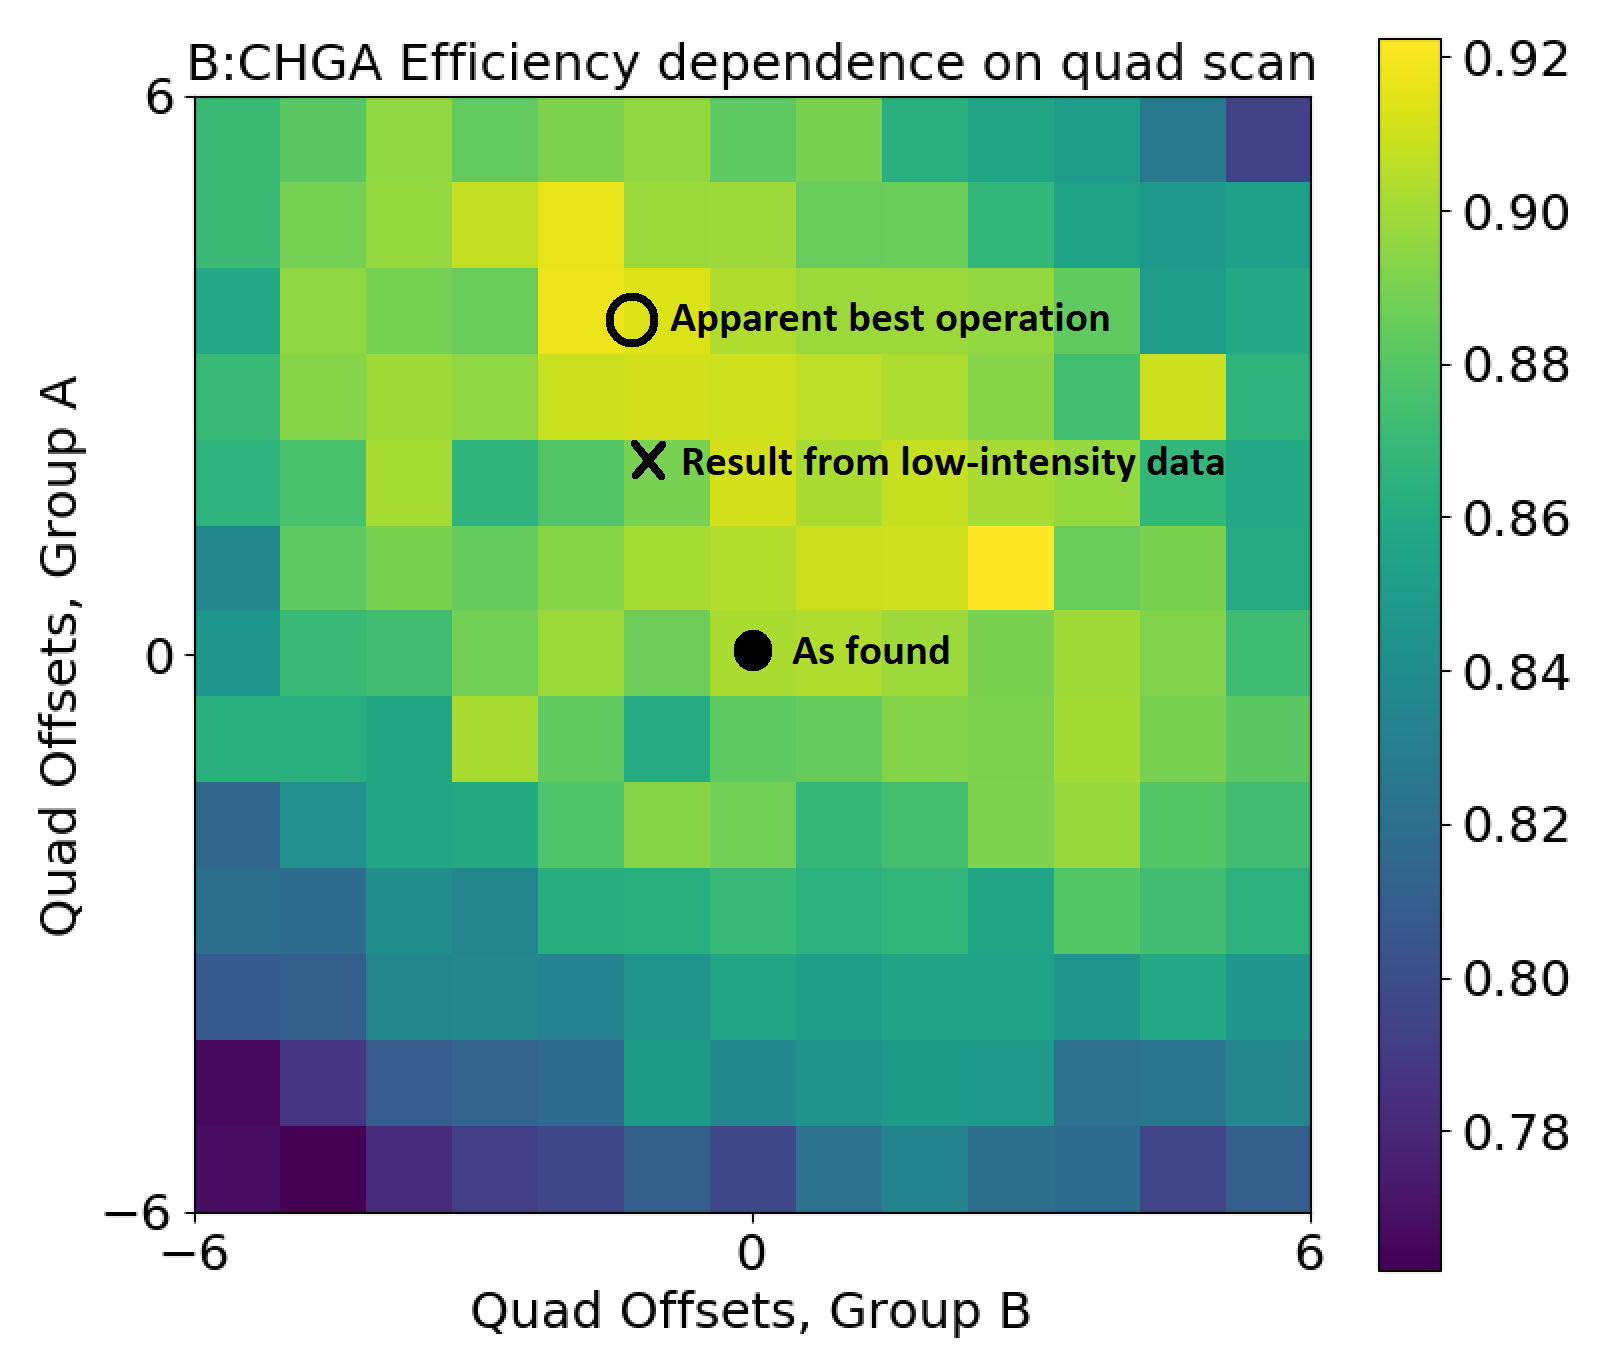 B:CHGA Efficiency dependence on quad scan
6
0
−6
Quad Offsets, Group A
Apparent best operation
Result from low-intensity data
As found
−6
0
6
Quad Offsets, Group B
0.92
0.90
0.88
0.86
0.84
0.82
0.80
0.78